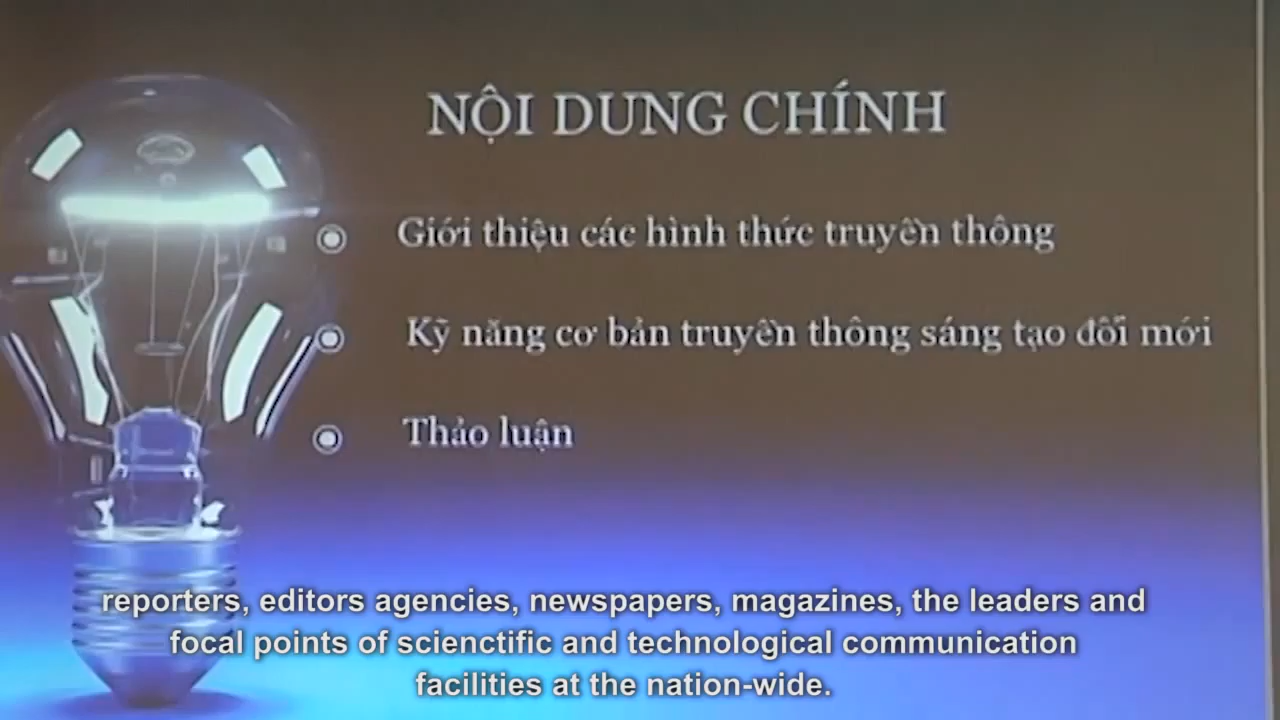 NỘI DUNG CHÍNH
Giới thiệu các hình thức truyền thông
Kỹ năng cơ bản truyền thông sáng tạo đổi mới
Thảo luận
reporters, editors agencies, newspapers, magazines, the leaders and
focal points of scienctific and technological communication
facilities at the nation-wide.